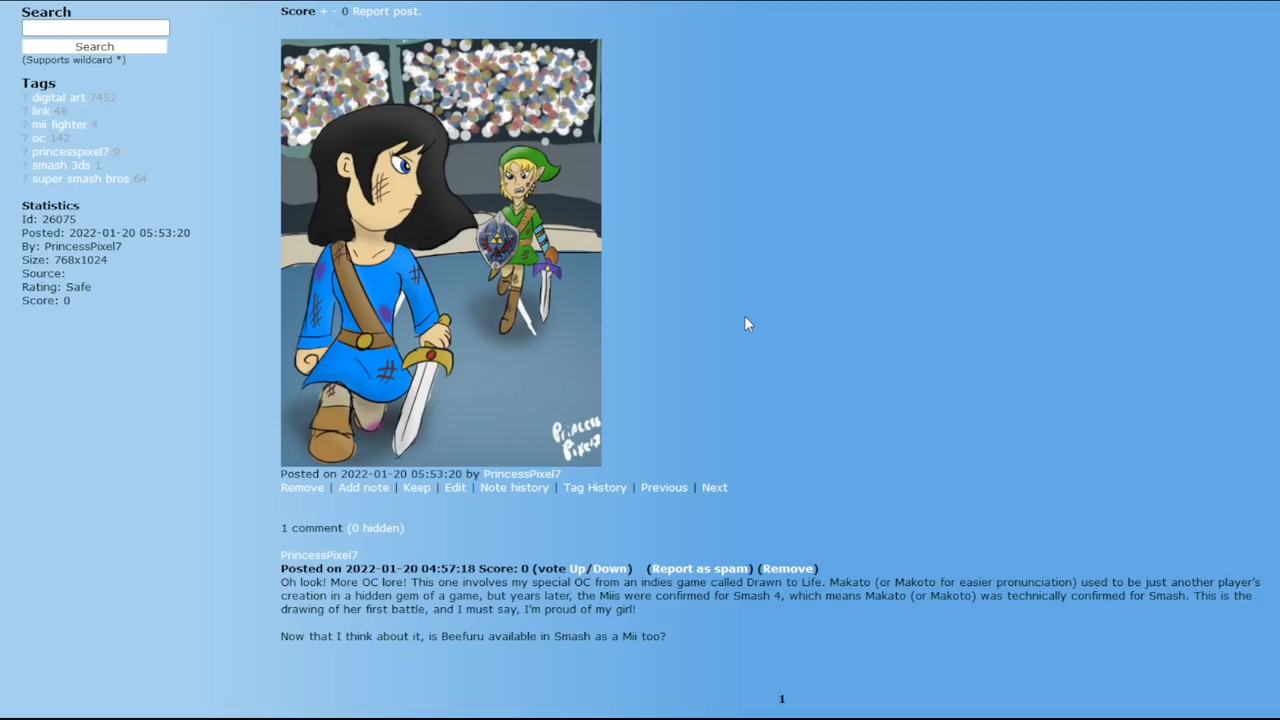 Search
Score + - 0 Report post.
Search
(Supports wildcard *)
Tags
? digital art 7452
? link 48
? mii fighter 4
? oc 142
? princesspixel7 9
? smash 3ds 1
? super smash bros 64
Statistics
Id: 26075
Posted: 2022-01-20 05:53:20
By: PrincessPixel7
Size: 768x1024
Source:
Rating: Safe
Score: 0
Princess
Pixel7
Posted on 2022-01-20 05:53:20 by PrincessPixel7
Remove | Add note | Keep | Edit | Note history | Tag History | Previous | Next
1 comment (0 hidden)
PrincessPixel7
Posted on 2022-01-20 04:57:18 Score: 0 (vote Up/Down) (Report as spam) (Remove)
Oh look! More OC lore! This one involves my special OC from an indies game called Drawn to Life. Makato (or Makoto for easier pronunciation) used to be just another player's
creation in a hidden gem of a game, but years later, the Miis were confirmed for Smash 4, which means Makato (or Makoto) was technically confirmed for Smash. This is the
drawing of her first battle, and I must say, I'm proud of my girl!
Now that I think about it, is Beefuru available in Smash as a Mii too?
1